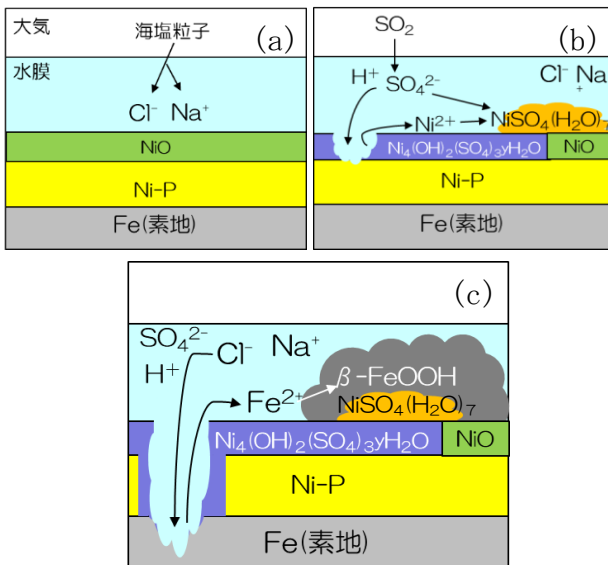 大気
海塩粒子
(a)
水膜
Cl⁻ Na⁺
NiO
Ni-P
Fe(素地)
SO₂
(b)
H⁺
SO₄²⁻
Cl⁻ Na
+
Ni²⁺
NiSO₄(H₂O)₇
Ni₄(OH)₂(SO₄)₃yH₂O
NiO
Ni-P
Fe(素地)
(c)
SO₄²⁻
Cl⁻
Na⁺
H⁺
β-FeOOH
Fe²⁺
NiSO₄(H₂O)₇
Ni₄(OH)₂(SO₄)₃yH₂O
NiO
Ni-P
Fe(素地)